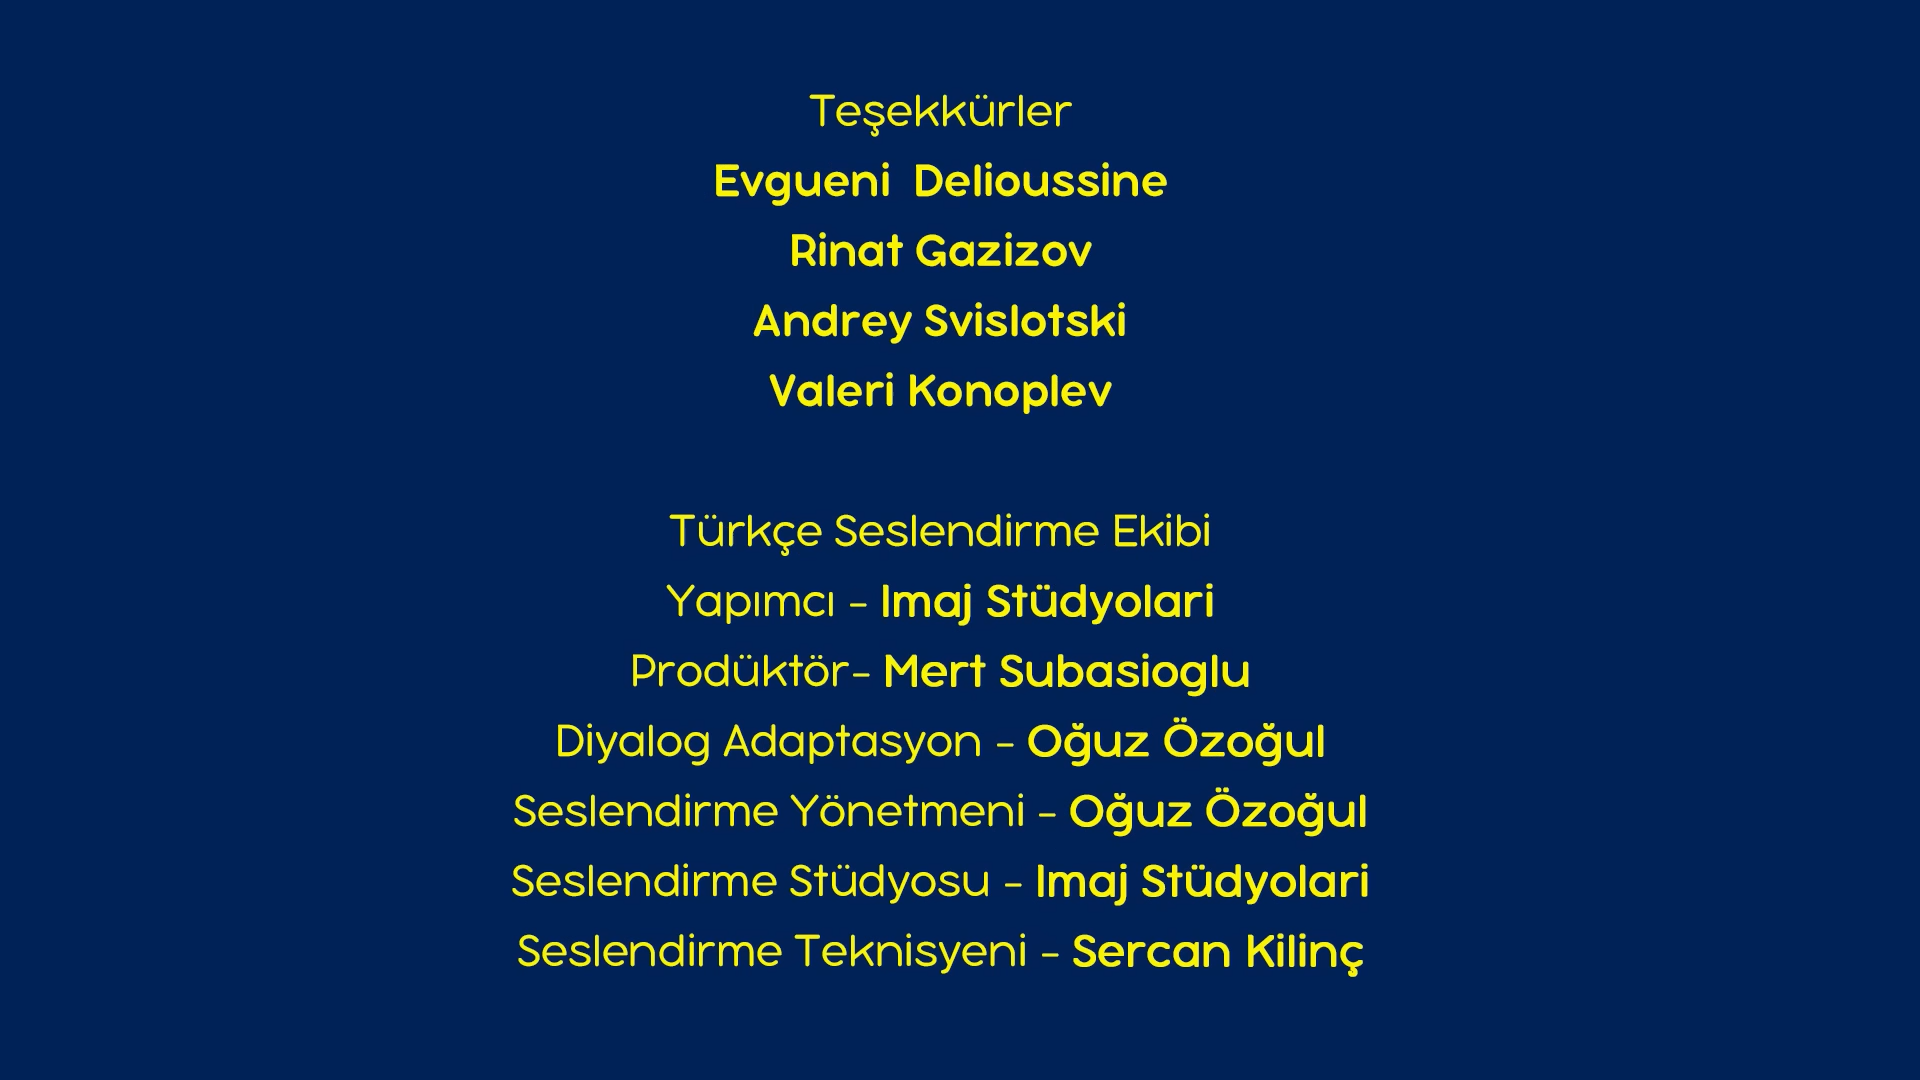 Teşekkürler
Evgueni  Delioussine
Rinat Gazizov
Andrey Svislotski
Valeri Konoplev
Türkçe Seslendirme Ekibi
Yapımcı - Imaj Stüdyolari
Prodüktör- Mert Subasioglu
Diyalog Adaptasyon - Oğuz Özoğul
Seslendirme Yönetmeni - Oğuz Özoğul
Seslendirme Stüdyosu - Imaj Stüdyolari
Seslendirme Teknisyeni - Sercan Kilinç